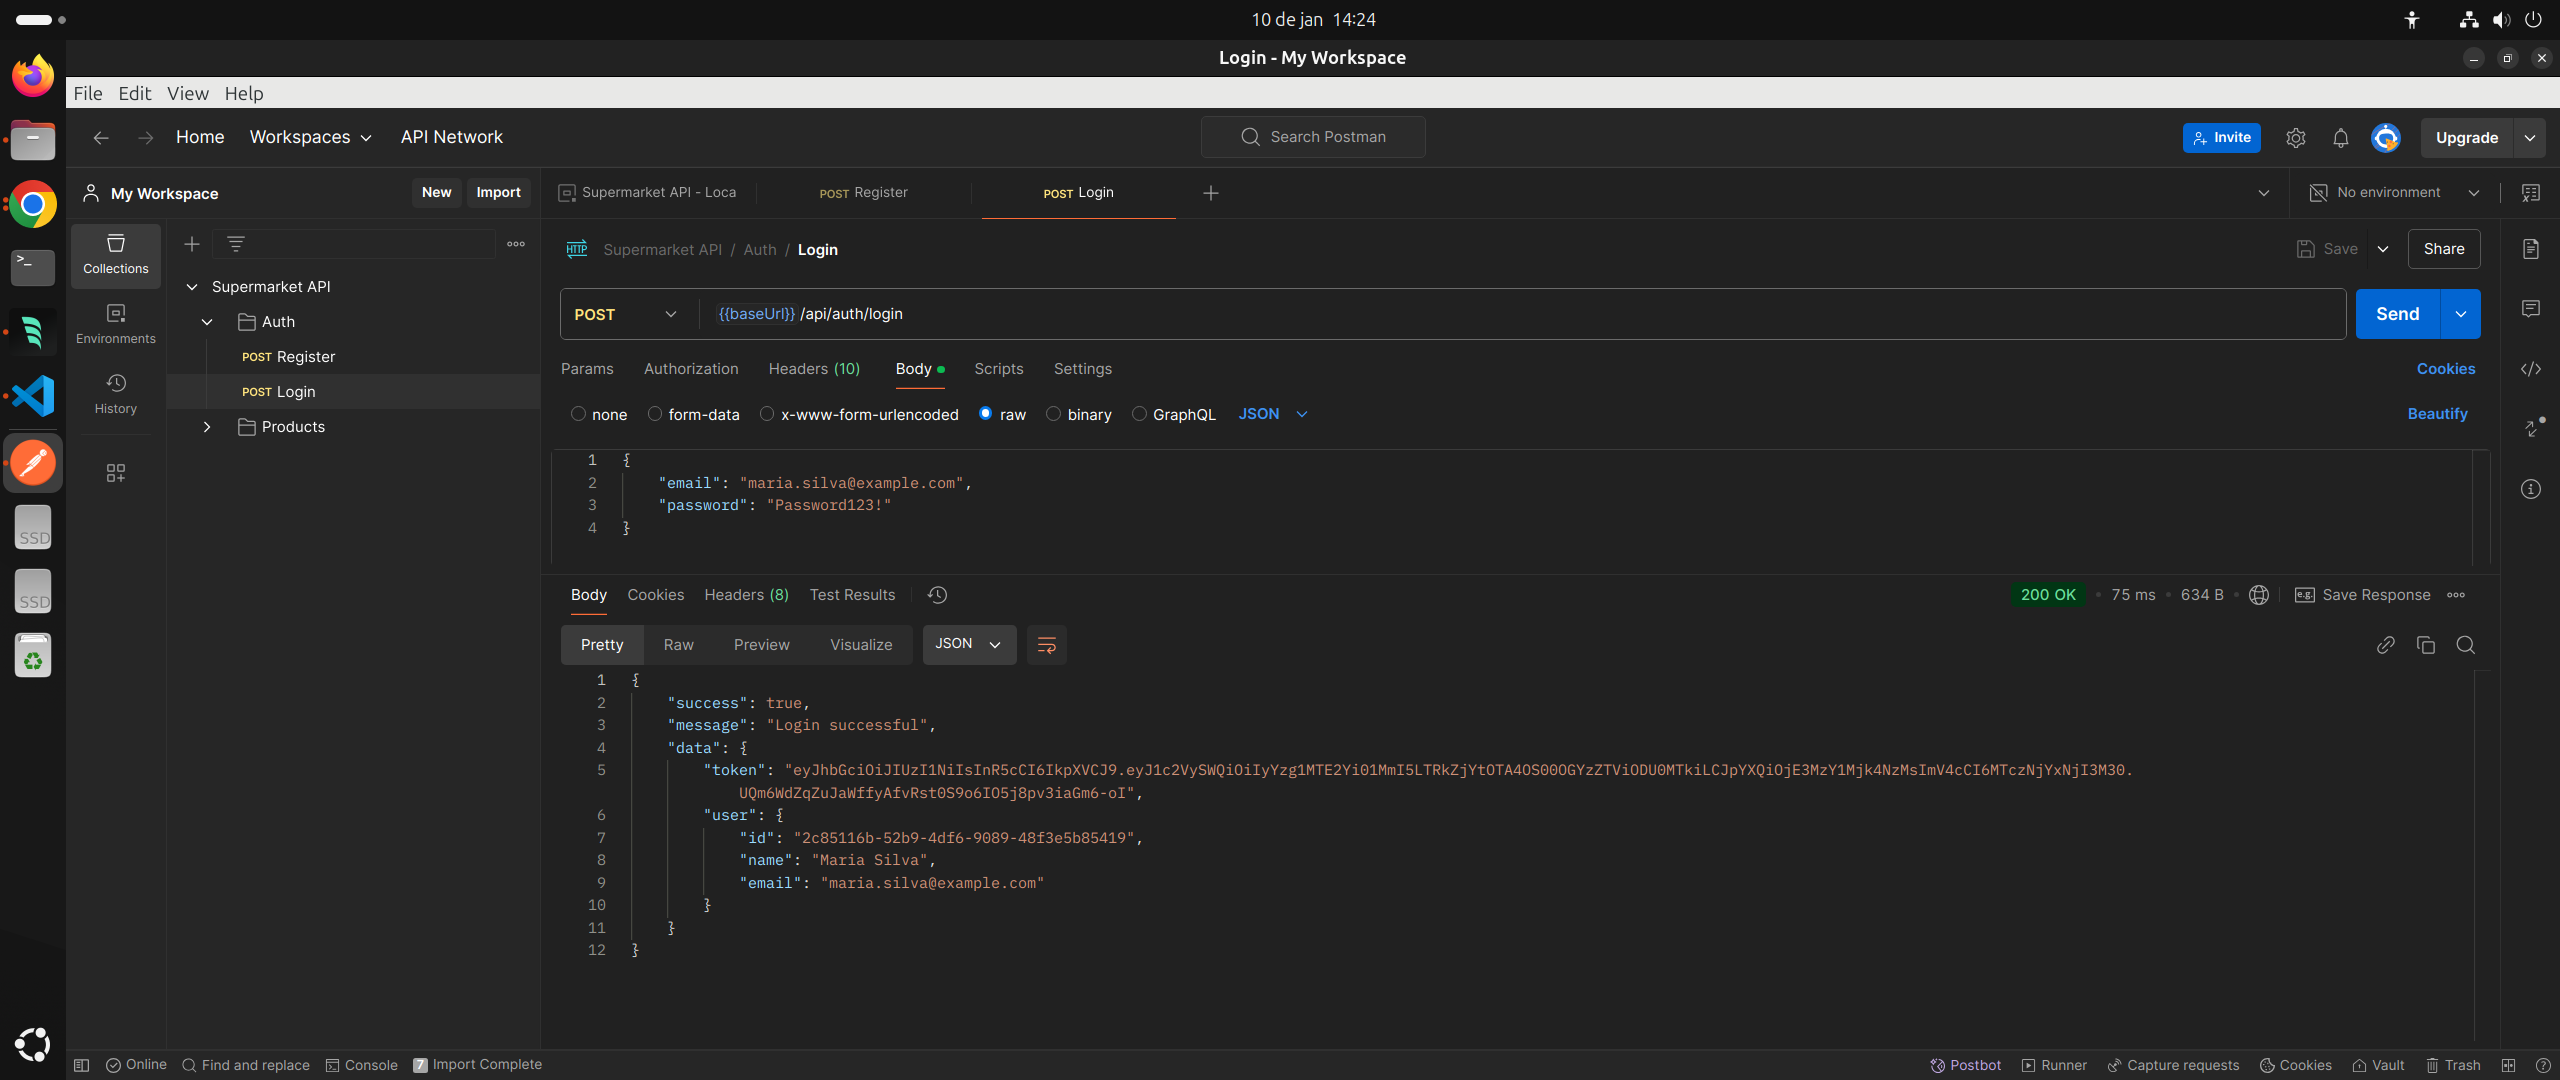 10 de jan 14:24
Login - My Workspace
File Edit View Help
Home Workspaces API Network
Search Postman
Invite
Upgrade
My Workspace
New Import
Supermarket API - Loca
POST Register
POST Login
No environment
Collections
Environments
History
Supermarket API
Auth
POST Register
POST Login
Products
HTTP Supermarket API / Auth / Login
Save
Share
POST
{{baseUrl}} /api/auth/login
Send
Params Authorization Headers (10) Body Scripts Settings
Cookies
none form-data x-www-form-urlencoded raw binary GraphQL JSON
Beautify
1 {
2 "email": "maria.silva@example.com",
3 "password": "Password123!"
4 }
Body Cookies Headers (8) Test Results
200 OK • 75 ms • 634 B •
e.g. Save Response
Pretty Raw Preview Visualize JSON
1 {
2 "success": true,
3 "message": "Login successful",
4 "data": {
5 "token": "eyJhbGciOiJIUzI1NiIsInR5cCI6IkpXVCJ9.eyJ1c2VySWQiOiIyYzg1MTE2Yi01MmI5LTRkZjYtOTA4OS00OGYzZTViODU0MTkiLCJpYXQiOjE3MzY1Mjk4NzMsImV4cCI6MTczNjYxNjI3M30.
UQm6WdZqZuJaWffyAfvRst0S9o6IO5j8pv3iaGm6-oI",
6 "user": {
7 "id": "2c85116b-52b9-4df6-9089-48f3e5b85419",
8 "name": "Maria Silva",
9 "email": "maria.silva@example.com"
10 }
11 }
12 }
SSD
SSD
Online Find and replace Console 7 Import Complete
Postbot Runner Capture requests Cookies Vault Trash